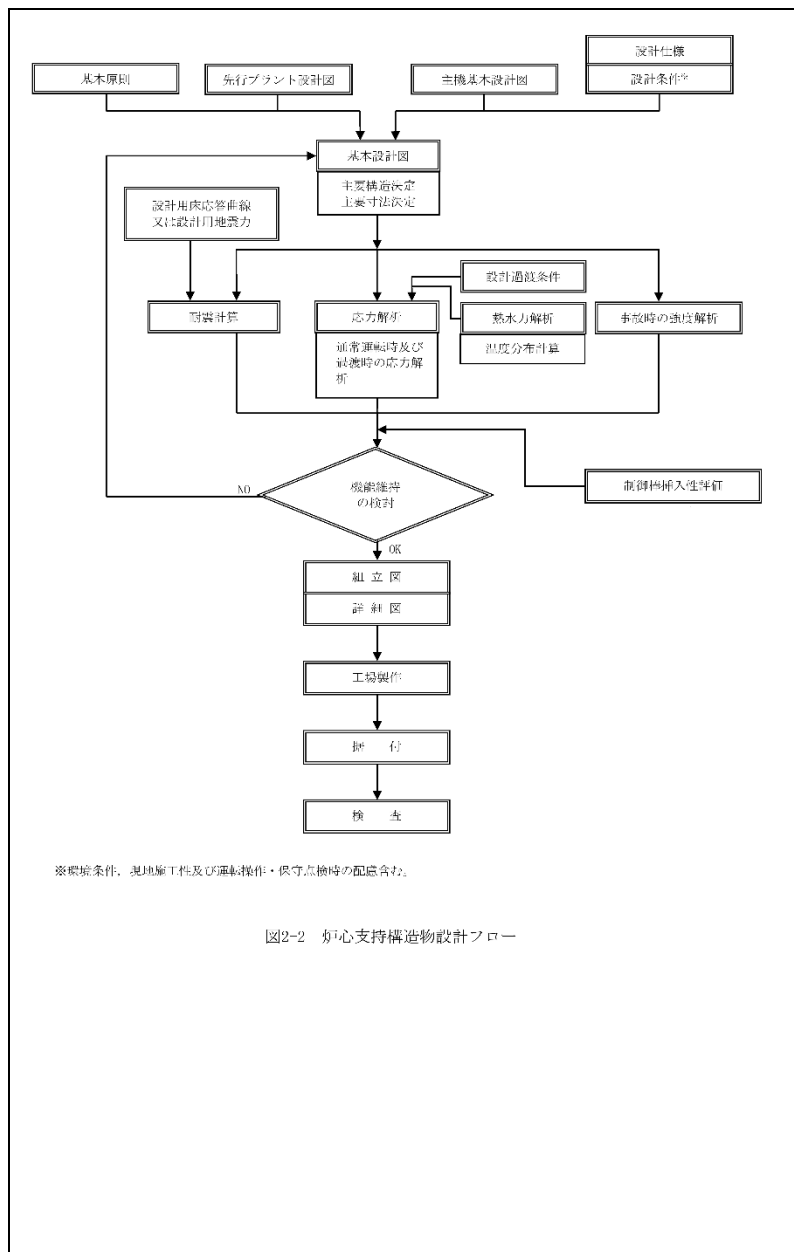 設計仕様
基本原則
先行プラント設計図
主機基本設計図
設計条件※
基本設計図
主要構造決定
主要寸法決定
設計用床応答曲線
又は設計用地震力
設計過渡条件
耐震計算
応力解析
熱水力解析
事故時の強度解析
通常運転時及び
過渡時の応力解
析
温度分布計算
NO
機能維持
の検討
制御棒挿入性評価
OK
組 立 図
詳 細 図
工場製作
据 付
検 査
※環境条件,現地施工性及び運転操作・保守点検時の配慮含む。
図2-2 炉心支持構造物設計フロー